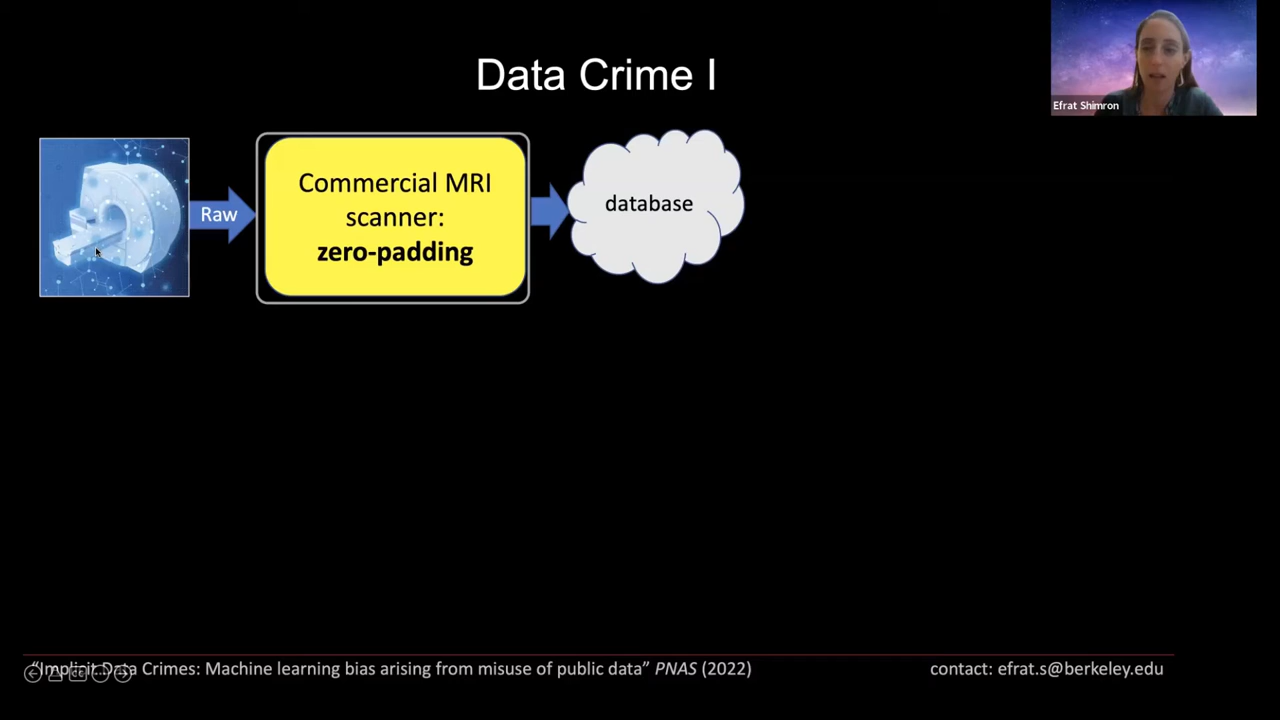 Data Crime I
Efrat Shimron
Raw
Commercial MRI
scanner:
zero-padding
database
“Implicit Data Crimes: Machine learning bias arising from misuse of public data” PNAS (2022)
contact: efrat.s@berkeley.edu